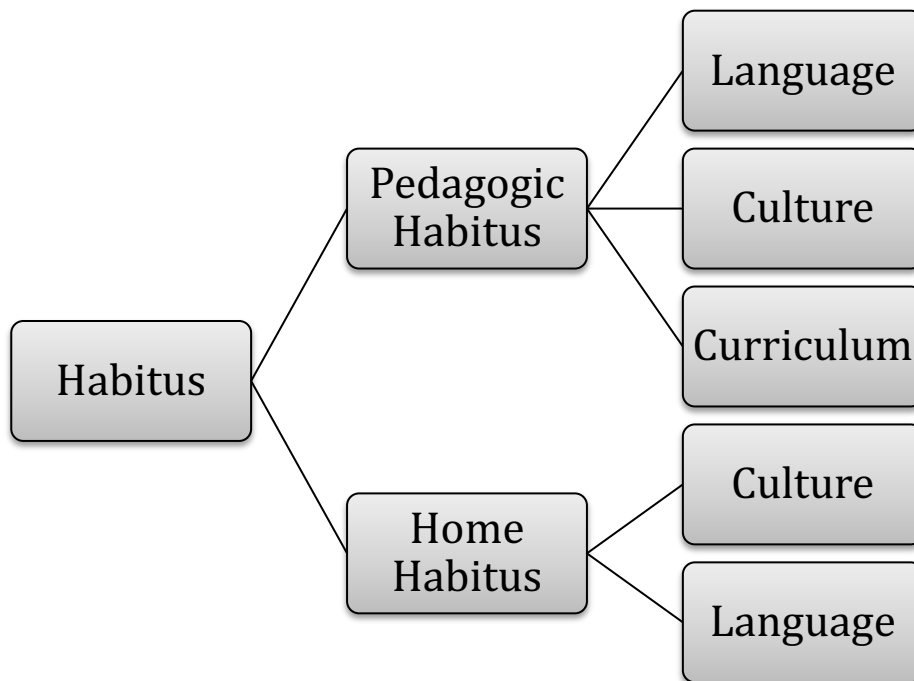 Habitus
Pedagogic
Habitus
Language
Culture
Curriculum
Home
Habitus
Culture
Language